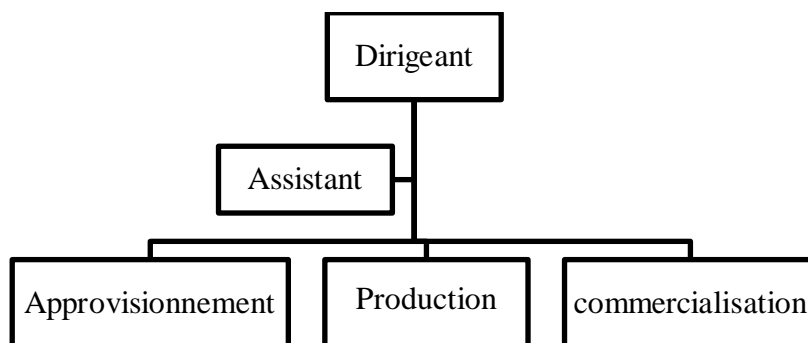 Dirigeant
Assistant
Approvisionnement
Production
commercialisation